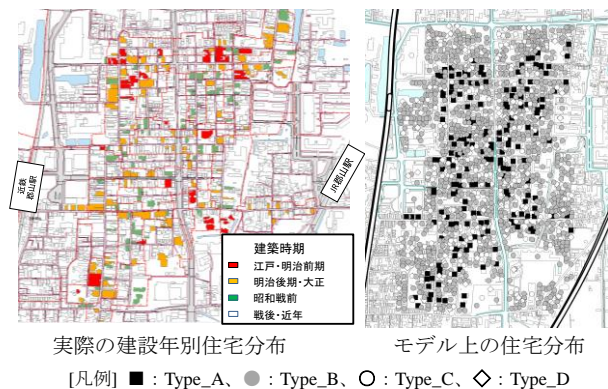 近鉄
郡山駅
JR郡山駅
建築時期
江戸・明治前期
明治後期・大正
昭和戦前
戦後・近年
実際の建設年別住宅分布
モデル上の住宅分布
[凡例] ■：Type_A、●：Type_B、○：Type_C、◇：Type_D